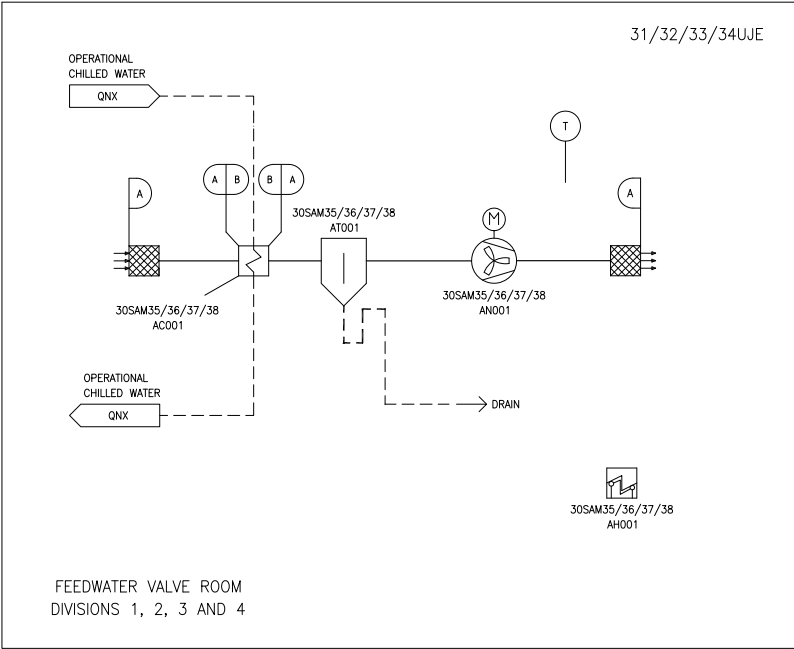 31/32/33/34UJE
OPERATIONAL
CHILLED WATER
QNX
T
A
A
B
B
A
A
30SAM35/36/37/38
AT001
M
30SAM35/36/37/38
AN001
30SAM35/36/37/38
AC001
OPERATIONAL
CHILLED WATER
QNX
DRAIN
30SAM35/36/37/38
AH001
FEEDWATER VALVE ROOM
DIVISIONS 1, 2, 3 AND 4